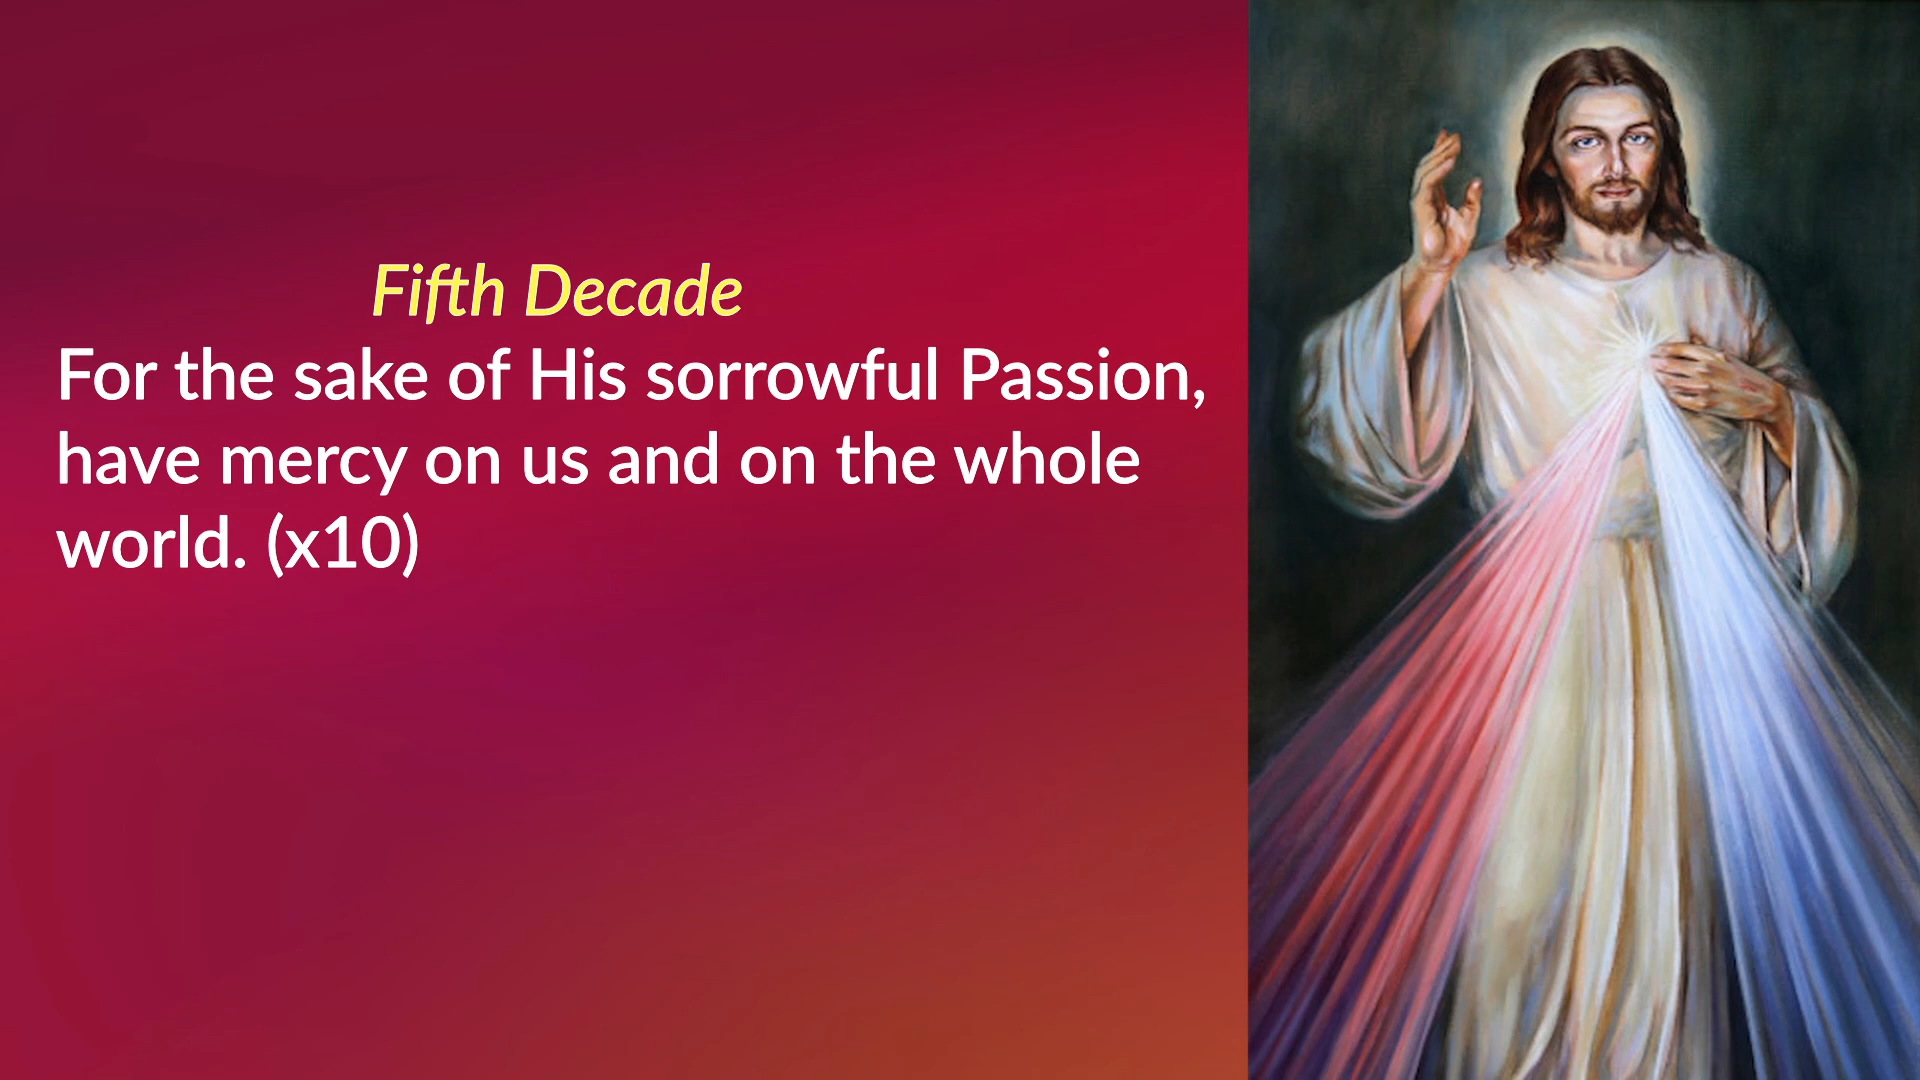 Fifth Decade
For the sake of His sorrowful Passion,
have mercy on us and on the whole
world. (x10)